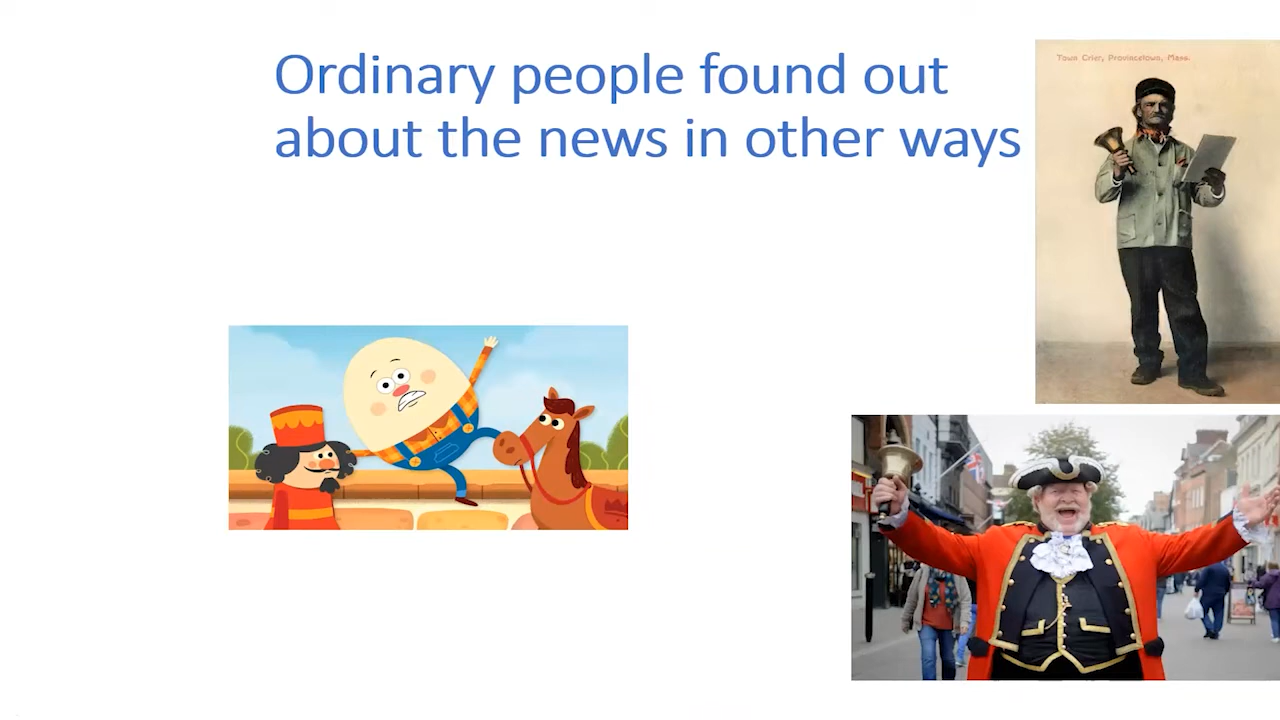 Ordinary people found out
about the news in other ways
Town Crier, Provincetown, Mass.